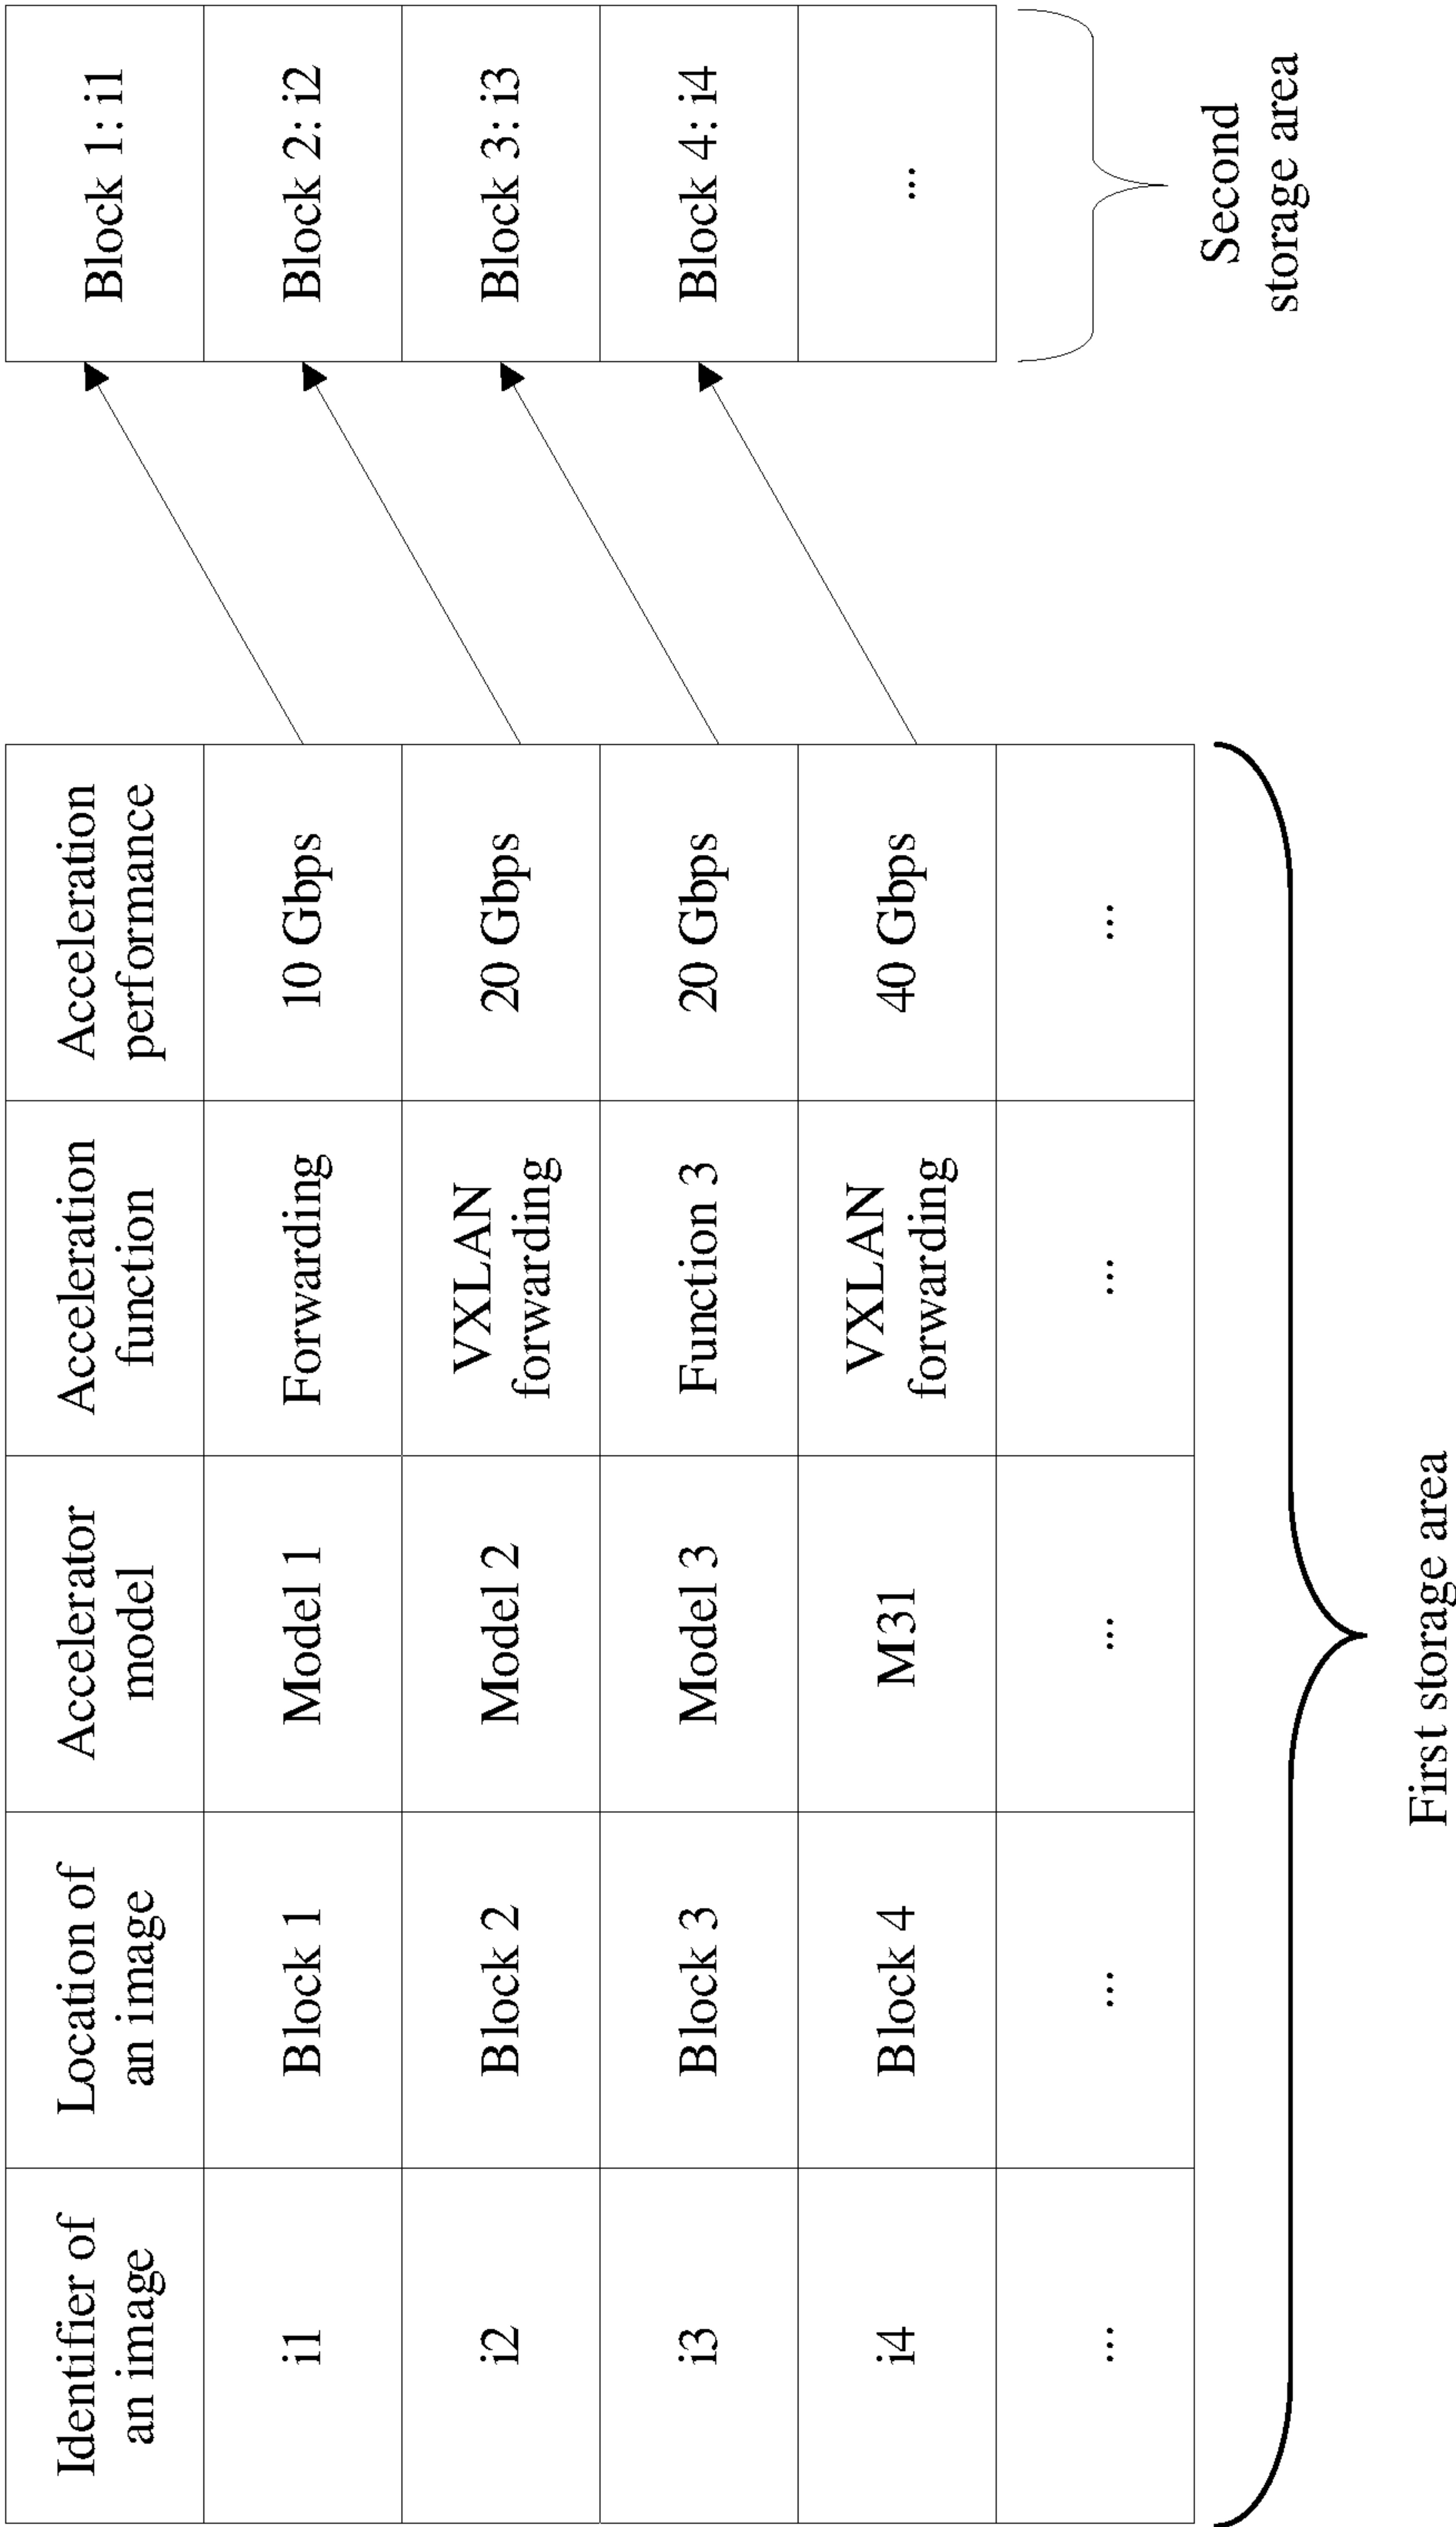 Identifier of
an image
Location of
an image
Accelerator
model
Acceleration
function
Acceleration
performance
i1
Block 1
Model 1
Forwarding
10 Gbps
i2
Block 2
Model 2
VXLAN
forwarding
20 Gbps
i3
Block 3
Model 3
Function 3
20 Gbps
i4
Block 4
M31
VXLAN
forwarding
40 Gbps
...
...
...
...
...
First storage area
Block 1: i1
Block 2: i2
Block 3: i3
Block 4: i4
...
Second
storage area